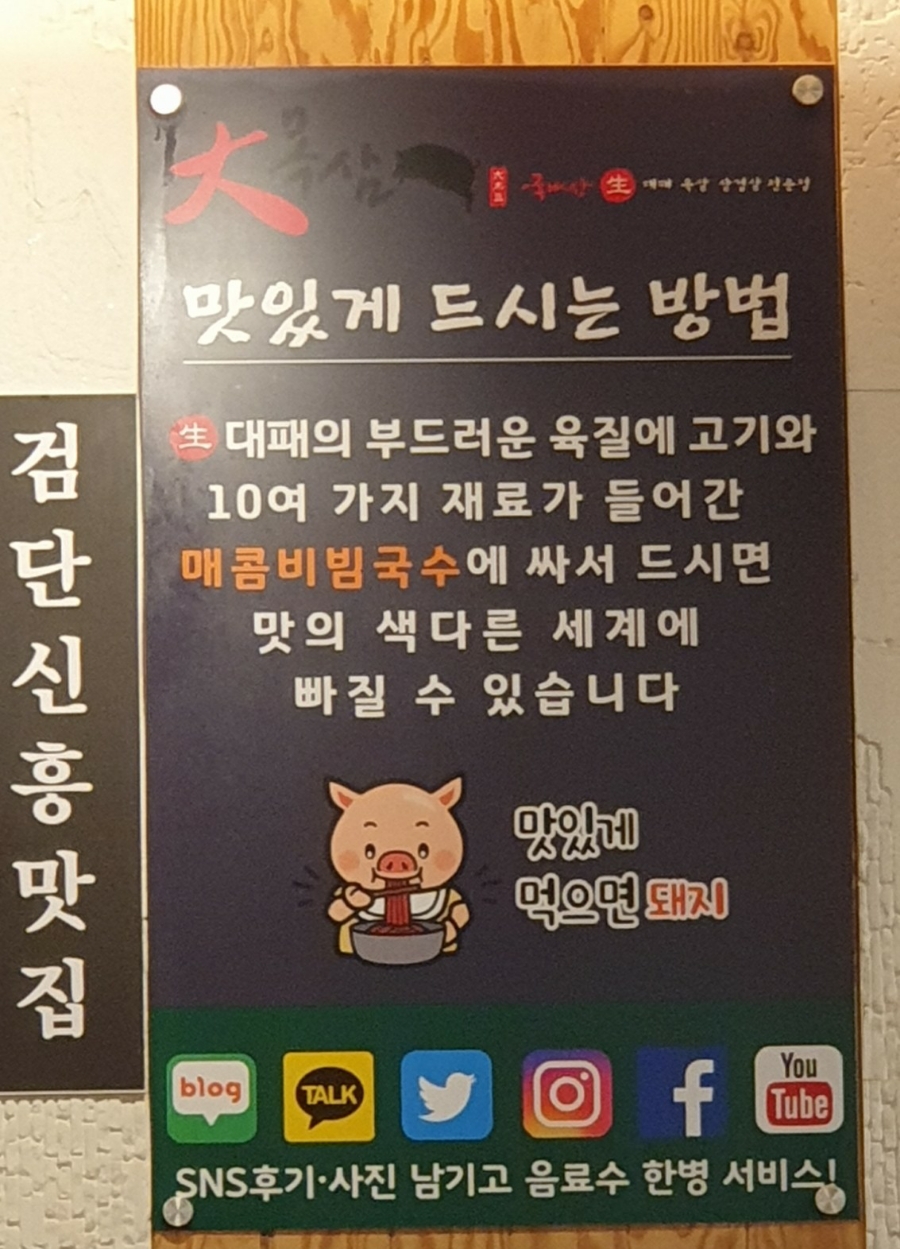 大목삼
生
맛있게 드시는 방법
生 대패의 부드러운 육질에 고기와
10여 가지 재료가 들어간
매콤비빔국수에 싸서 드시면
맛의 색다른 세계에
빠질 수 있습니다
맛있게
먹으면 돼지
blog
TALK
You
Tube
SNS후기·사진 남기고 음료수 한병 서비스!
검단신흥맛집